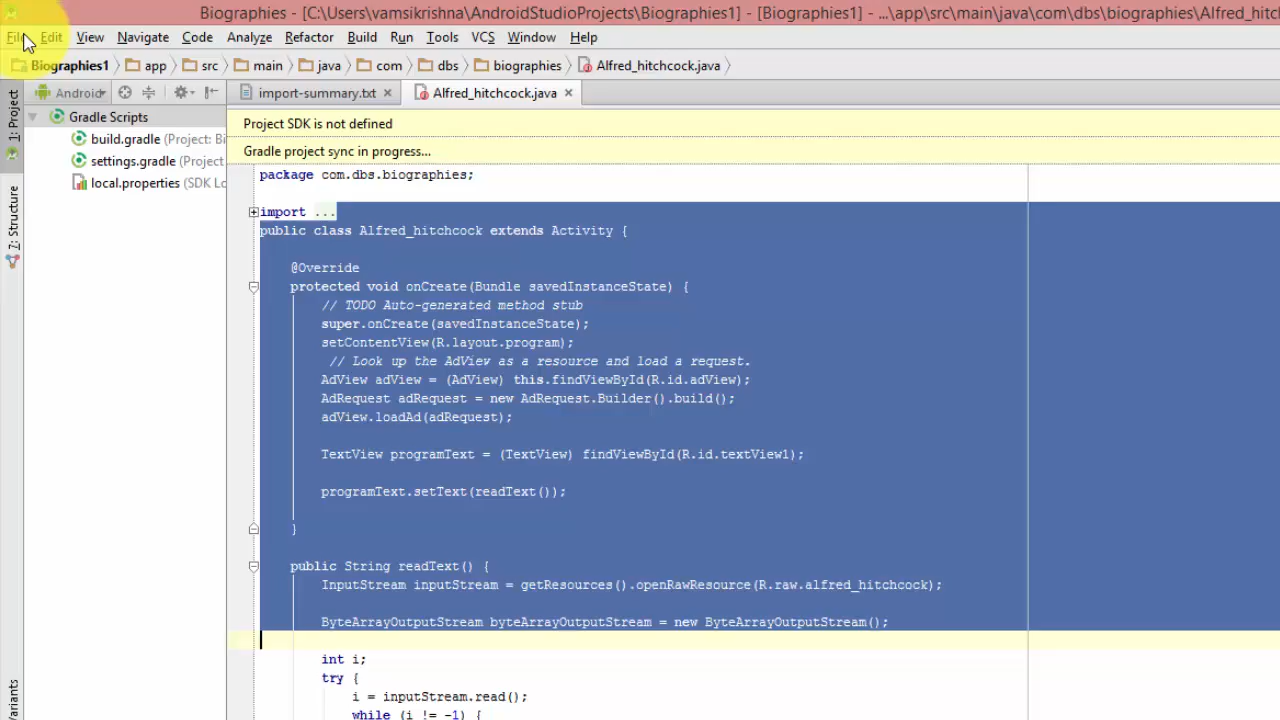 Biographies - [C:\Users\vamsikrishna\AndroidStudioProjects\Biographies1] - [Biographies1] - ...\app\src\main\java\com\dbs\biographies\Alfred_hitc
File Edit View Navigate Code Analyze Refactor Build Run Tools VCS Window Help
Biographies1 app src main java com dbs biographies Alfred_hitchcock.java
1: Project
Android
import-summary.txt Alfred_hitchcock.java
Gradle Scripts
build.gradle (Project: Bi
settings.gradle (Project
local.properties (SDK Lo
7: Structure
Variants
Project SDK is not defined
Gradle project sync in progress...
package com.dbs.biographies;
import ...
public class Alfred_hitchcock extends Activity {
@Override
protected void onCreate(Bundle savedInstanceState) {
// TODO Auto-generated method stub
super.onCreate(savedInstanceState);
setContentView(R.layout.program);
// Look up the AdView as a resource and load a request.
AdView adView = (AdView) this.findViewById(R.id.adView);
AdRequest adRequest = new AdRequest.Builder().build();
adView.loadAd(adRequest);
TextView programText = (TextView) findViewById(R.id.textView1);
programText.setText(readText());
}
public String readText() {
InputStream inputStream = getResources().openRawResource(R.raw.alfred_hitchcock);
ByteArrayOutputStream byteArrayOutputStream = new ByteArrayOutputStream();
int i;
try {
i = inputStream.read();
while (i != -1) {